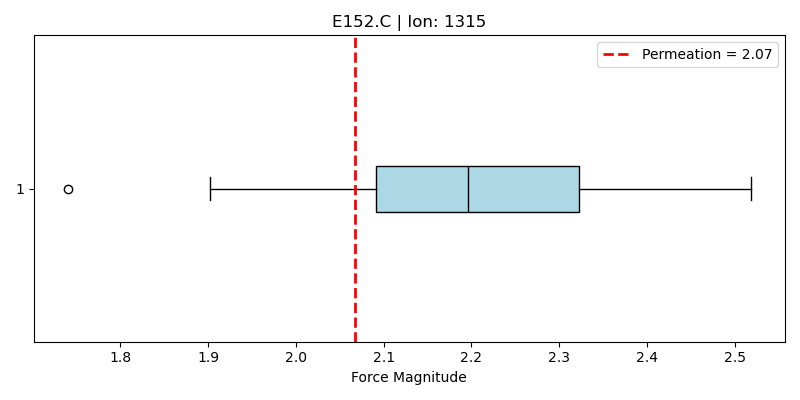 E152.C | Ion: 1315
Permeation = 2.07
1
1.8 1.9 2.0 2.1 2.2 2.3 2.4 2.5
Force Magnitude